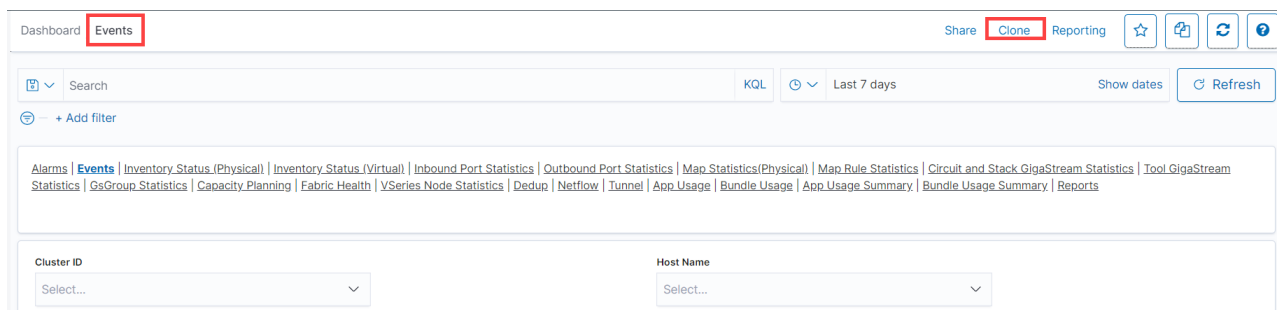 Dashboard Events Share Clone Reporting
Search KQL Last 7 days Show dates Refresh
+ Add filter
Alarms | Events | Inventory Status (Physical) | Inventory Status (Virtual) | Inbound Port Statistics | Outbound Port Statistics | Map Statistics(Physical) | Map Rule Statistics | Circuit and Stack GigaStream Statistics | Tool GigaStream
Statistics | GsGroup Statistics | Capacity Planning | Fabric Health | VSeries Node Statistics | Dedup | Netflow | Tunnel | App Usage | Bundle Usage | App Usage Summary | Bundle Usage Summary | Reports
Cluster ID Host Name
Select... Select...